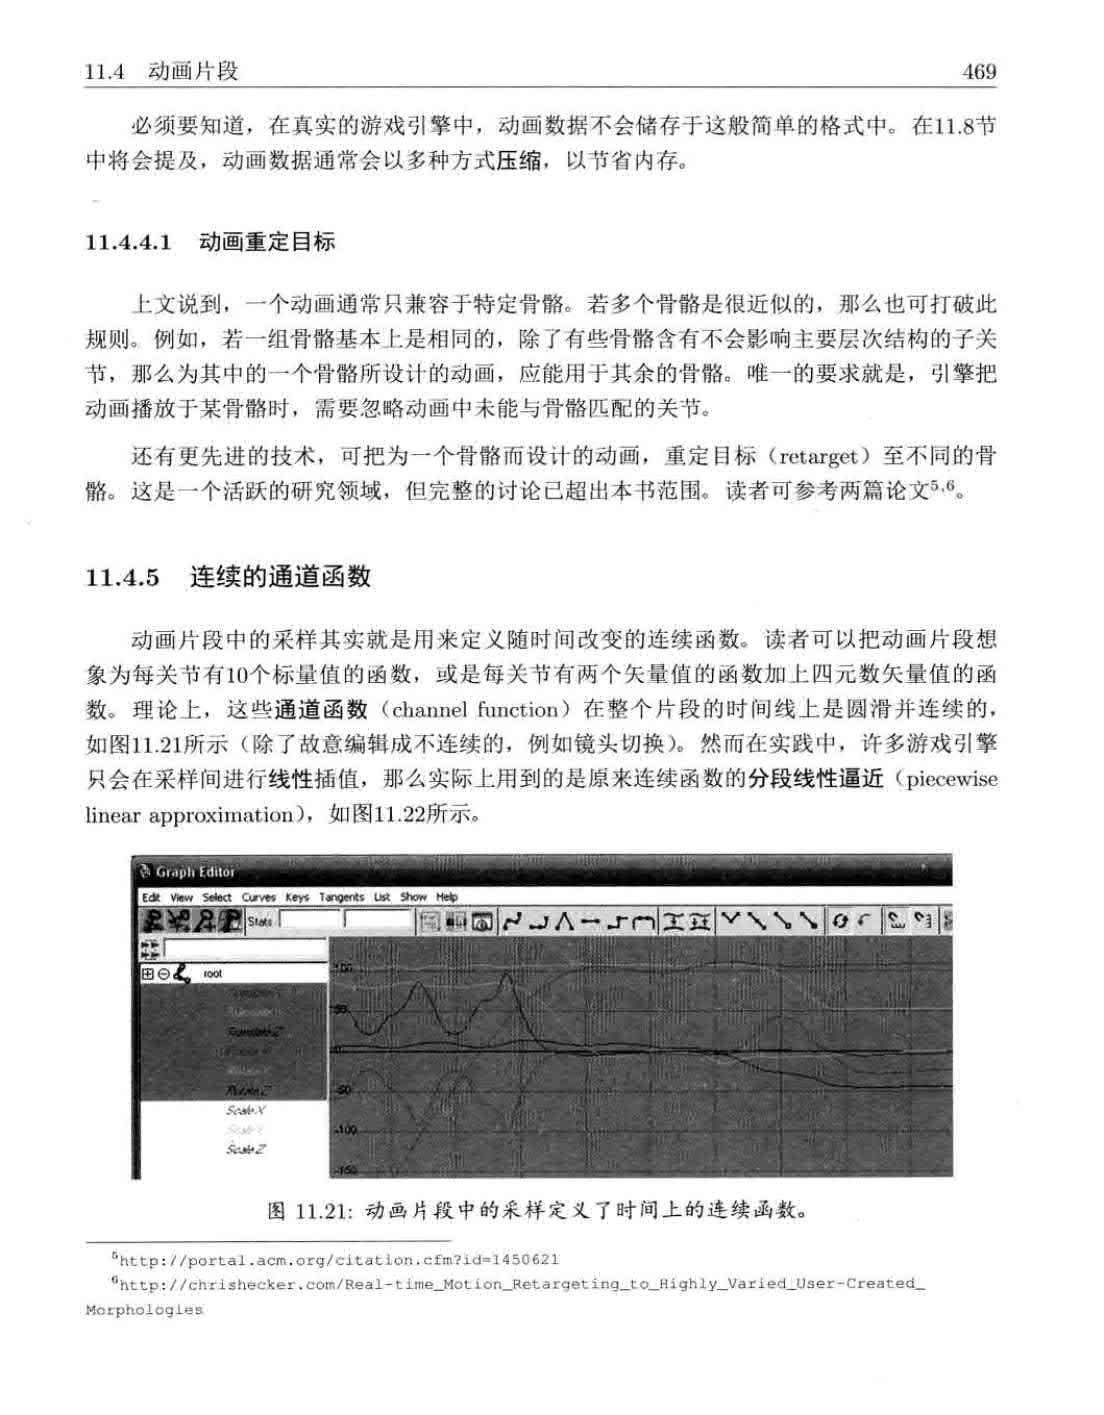 11.4 动画片段 469
必须要知道，在真实的游戏引擎中，动画数据不会储存于这般简单的格式中。在11.8节
中将会提及，动画数据通常会以多种方式压缩，以节省内存。
11.4.4.1 动画重定目标
上文说到，一个动画通常只兼容于特定骨骼。若多个骨骼是很近似的，那么也可打破此
规则。例如，若一组骨骼基本上是相同的，除了有些骨骼含有不会影响主要层次结构的子关
节，那么为其中的一个骨骼所设计的动画，应能用于其余的骨骼。唯一的要求就是，引擎把
动画播放于某骨骼时，需要忽略动画中未能与骨骼匹配的关节。
还有更先进的技术，可把为一个骨骼而设计的动画，重定目标（retarget）至不同的骨
骼。这是一个活跃的研究领域，但完整的讨论已超出本书范围。读者可参考两篇论文5,6。
11.4.5 连续的通道函数
动画片段中的采样其实就是用来定义随时间改变的连续函数。读者可以把动画片段想
象为每关节有10个标量值的函数，或是每关节有两个矢量值的函数加上四元数矢量值的函
数。理论上，这些通道函数（channel function）在整个片段的时间线上是圆滑并连续的，
如图11.21所示（除了故意编辑成不连续的，例如镜头切换）。然而在实践中，许多游戏引擎
只会在采样间进行线性插值，那么实际上用到的是原来连续函数的分段线性逼近（piecewise
linear approximation），如图11.22所示。
Graph Editor
Edit View Select Curves Keys Tangents List Show Help
Stats
root
Translate Z
Rotate Z
Scale X
Scale Y
Scale Z
100
50
0
-50
-100
-150
图 11.21: 动画片段中的采样定义了时间上的连续函数。
5http://portal.acm.org/citation.cfm?id=1450621
6http://chrishecker.com/Real-time_Motion_Retargeting_to_Highly_Varied_User-Created_
Morphologies